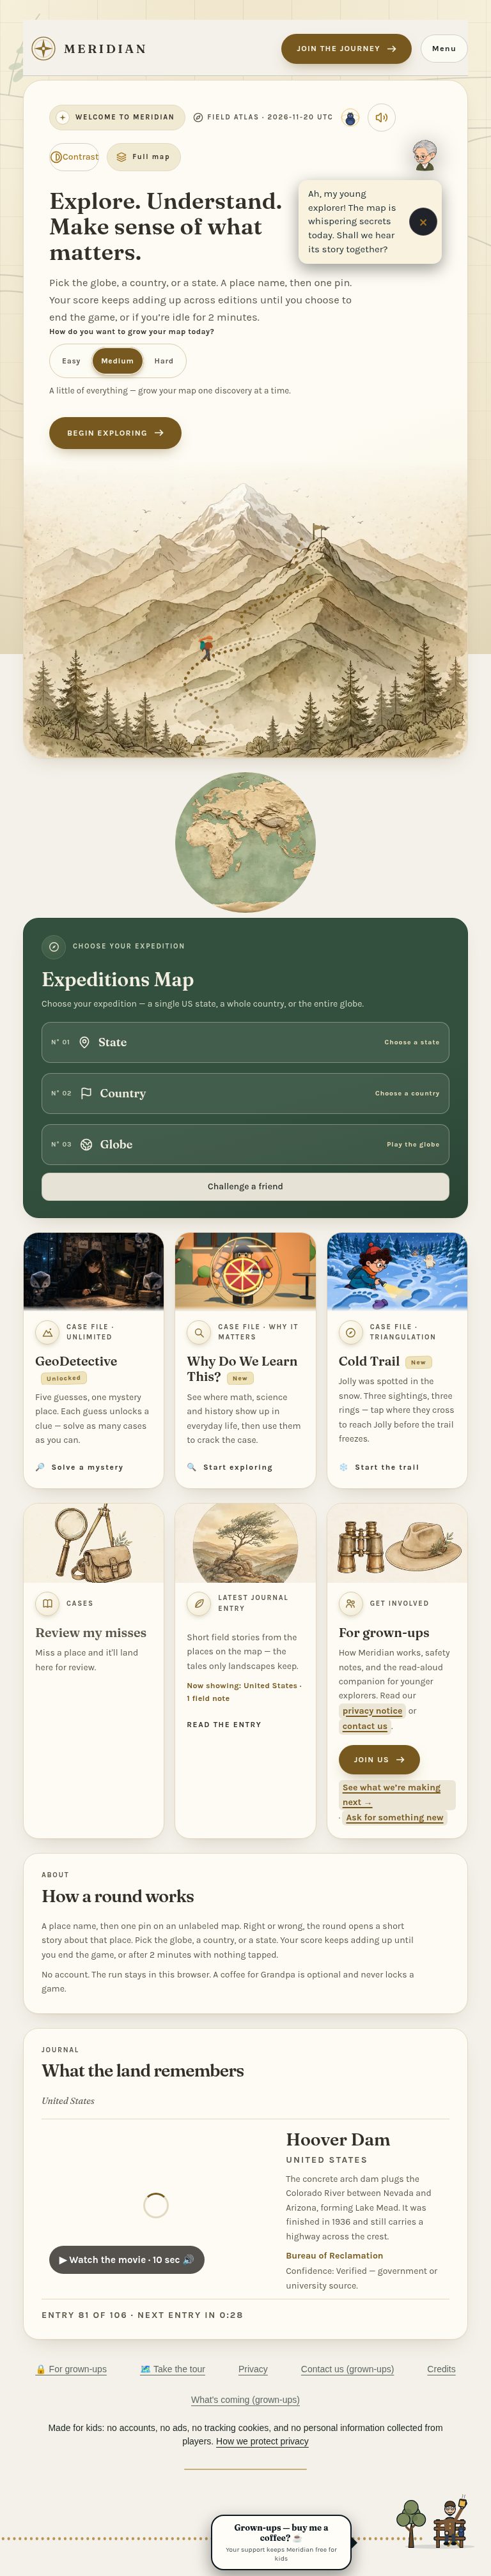 MERIDIAN
JOIN THE JOURNEY →
Menu
WELCOME TO MERIDIAN
FIELD ATLAS · 2026-11-20 UTC
Contrast
Full map
Explore. Understand.
Make sense of what
matters.
Ah, my young
explorer! The map is
whispering secrets
today. Shall we hear
its story together?
×
Pick the globe, a country, or a state. A place name, then one pin.
Your score keeps adding up across editions until you choose to
end the game, or if you're idle for 2 minutes.
How do you want to grow your map today?
Easy
Medium
Hard
A little of everything — grow your map one discovery at a time.
BEGIN EXPLORING →
CHOOSE YOUR EXPEDITION
Expeditions Map
Choose your expedition — a single US state, a whole country, or the entire globe.
N° 01 State Choose a state
N° 02 Country Choose a country
N° 03 Globe Play the globe
Challenge a friend
CASE FILE ·
UNLIMITED
GeoDetective
Unlocked
Five guesses, one mystery
place. Each guess unlocks a
clue — solve as many cases
as you can.
🔎 Solve a mystery
CASE FILE · WHY IT
MATTERS
Why Do We Learn
This? New
See where math, science
and history show up in
everyday life, then use them
to crack the case.
🔍 Start exploring
CASE FILE ·
TRIANGULATION
Cold Trail New
Jolly was spotted in the
snow. Three sightings, three
rings — tap where they cross
to reach Jolly before the trail
freezes.
❄️ Start the trail
CASES
Review my misses
Miss a place and it'll land
here for review.
LATEST JOURNAL
ENTRY
Short field stories from the
places on the map — the
tales only landscapes keep.
Now showing: United States ·
1 field note
READ THE ENTRY
GET INVOLVED
For grown-ups
How Meridian works, safety
notes, and the read-aloud
companion for younger
explorers. Read our
privacy notice or
contact us.
JOIN US →
See what we're making
next →
· Ask for something new
ABOUT
How a round works
A place name, then one pin on an unlabeled map. Right or wrong, the round opens a short
story about that place. Pick the globe, a country, or a state. Your score keeps adding up until
you end the game, or after 2 minutes with nothing tapped.
No account. The run stays in this browser. A coffee for Grandpa is optional and never locks a
game.
JOURNAL
What the land remembers
United States
▶ Watch the movie · 10 sec 🔊
Hoover Dam
UNITED STATES
The concrete arch dam plugs the
Colorado River between Nevada and
Arizona, forming Lake Mead. It was
finished in 1936 and still carries a
highway across the crest.
Bureau of Reclamation
Confidence: Verified — government or
university source.
ENTRY 81 OF 106 · NEXT ENTRY IN 0:28
🔒 For grown-ups
🗺️ Take the tour
Privacy
Contact us (grown-ups)
Credits
What's coming (grown-ups)
Made for kids: no accounts, no ads, no tracking cookies, and no personal information collected from
players. How we protect privacy
Grown-ups — buy me a
coffee? ☕
Your support keeps Meridian free for
kids